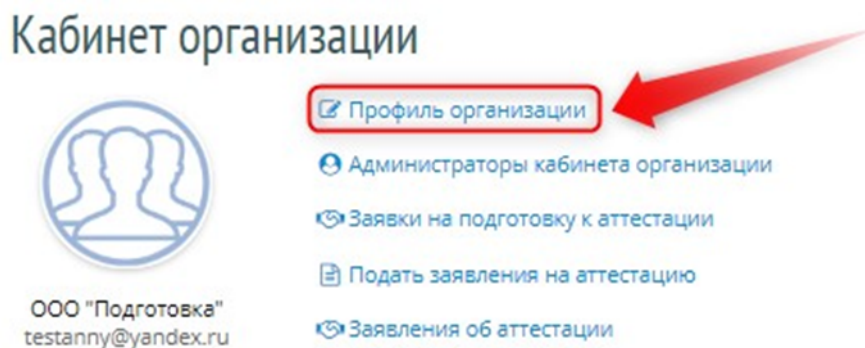 Кабинет организации
Профиль организации
Администраторы кабинета организации
Заявки на подготовку к аттестации
Подать заявления на аттестацию
Заявления об аттестации
ООО "Подготовка"
testanny@yandex.ru